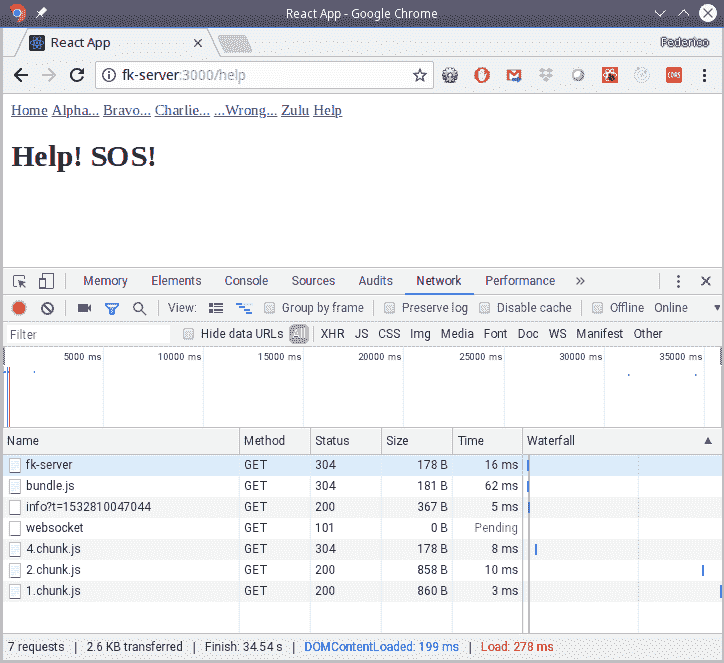 React App - Google Chrome
React App Federico
fk-server:3000/help CORS
Home Alpha... Bravo... Charlie... ...Wrong... Zulu Help
Help! SOS!
Memory Elements Console Sources Audits Network Performance »
View: Group by frame Preserve log Disable cache Offline Online
Filter Hide data URLs All XHR JS CSS Img Media Font Doc WS Manifest Other
5000 ms 10000 ms 15000 ms 20000 ms 25000 ms 30000 ms 35000 ms
Name Method Status Size Time Waterfall
fk-server GET 304 178 B 16 ms
bundle.js GET 304 181 B 62 ms
info?t=1532810047044 GET 200 367 B 5 ms
websocket GET 101 0 B Pending
4.chunk.js GET 304 178 B 8 ms
2.chunk.js GET 200 858 B 10 ms
1.chunk.js GET 200 860 B 3 ms
7 requests | 2.6 KB transferred | Finish: 34.54 s | DOMContentLoaded: 199 ms | Load: 278 ms